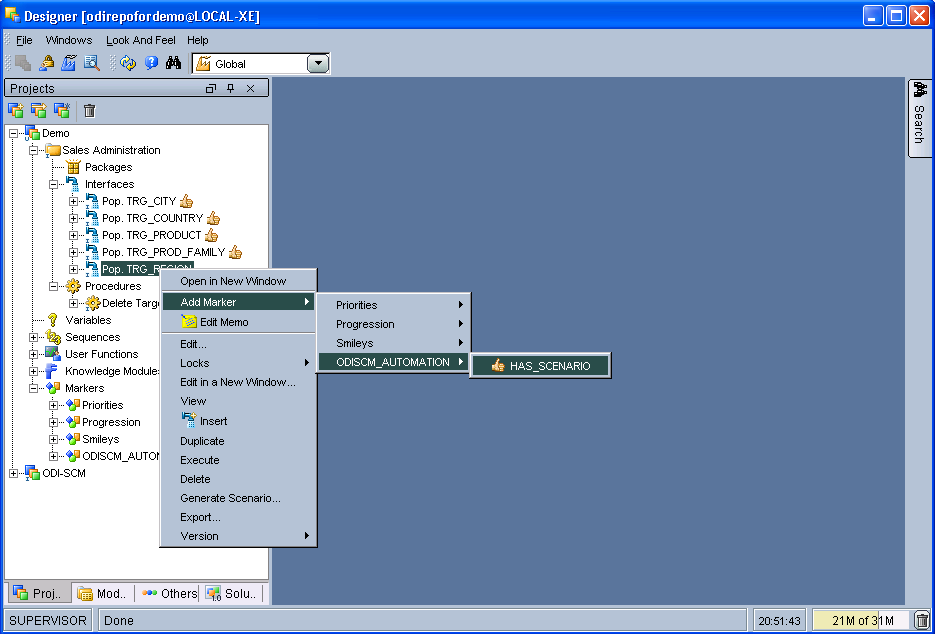 Designer [odirepofordemo@LOCAL-XE]
File Windows Look And Feel Help
Global
Projects
Search
Demo
Sales Administration
Packages
Interfaces
Pop. TRG_CITY
Pop. TRG_COUNTRY
Pop. TRG_PRODUCT
Pop. TRG_PROD_FAMILY
Pop. TRG_REGION
Procedures
Delete Targ
Variables
Sequences
User Functions
Knowledge Modules
Markers
Priorities
Progression
Smileys
ODISCM_AUTOM
ODI-SCM
Open in New Window
Add Marker
Edit Memo
Edit...
Locks
Edit in a New Window...
View
Insert
Duplicate
Execute
Delete
Generate Scenario...
Export...
Version
Priorities
Progression
Smileys
ODISCM_AUTOMATION
HAS_SCENARIO
Proj.. Mod.. Others Solu..
SUPERVISOR Done 20:51:43 21M of 31M